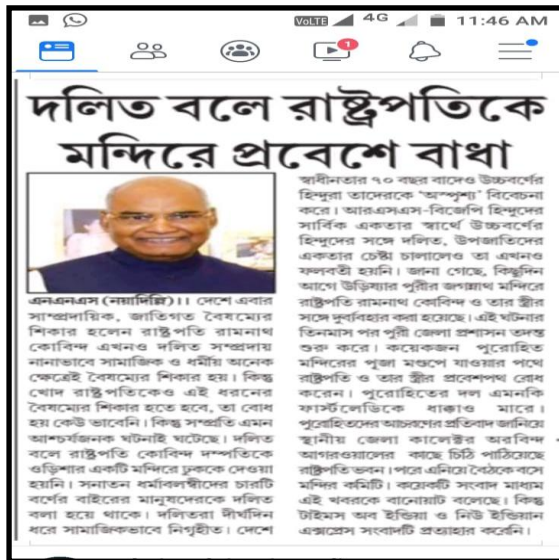 VoLTE 4G 11:46 AM
1
দলিত বলে রাষ্ট্রপতিকে
মন্দিরে প্রবেশে বাধা
এনএনএস (নয়াদিল্লি)।। দেশে এবার
সাম্প্রদায়িক, জাতিগত বৈষম্যের
শিকার হলেন রাষ্ট্রপতি রামনাথ
কোবিন্দ এখনও দলিত সম্প্রদায়
নানাভাবে সামাজিক ও ধর্মীয় অনেক
ক্ষেত্রেই বৈষম্যের শিকার হয়। কিন্তু
খোদ রাষ্ট্রপতিকেও এই ধরনের
বৈষম্যের শিকার হতে হবে, তা বোধ
হয় কেউ ভাবেনি। কিন্তু সম্প্রতি এমন
আশ্চর্যজনক ঘটনাই ঘটেছে। দলিত
বলে রাষ্ট্রপতি কোবিন্দ দম্পতিকে
ওড়িশার একটি মন্দিরে ঢুককে দেওয়া
হয়নি। সনাতন ধর্মাবলম্বীদের চারটি
বর্ণের বাইরের মানুষদেরকে দলিত
বলা হয়ে থাকে। দলিতরা দীর্ঘদিন
ধরে সামাজিকভাবে নিগৃহীত। দেশে
স্বাধীনতার ৭০ বছর বাদেও উচ্চবর্ণের
হিন্দুরা তাদেরকে 'অস্পৃশ্য' বিবেচনা
করে। আরএসএস-বিজেপি হিন্দুদের
সার্বিক একতার স্বার্থে উচ্চবর্ণের
হিন্দুদের সঙ্গে দলিত, উপজাতিদের
একতার চেষ্টা চালালেও তা এখনও
ফলবতী হয়নি। জানা গেছে, কিছুদিন
আগে উড়িষ্যার পুরীর জগন্নাথ মন্দিরে
রাষ্ট্রপতি রামনাথ কোবিন্দ ও তার স্ত্রীর
সঙ্গে দুর্ব্যবহার করা হয়েছে। এই ঘটনার
তিনমাস পর পুরী জেলা প্রশাসন তদন্ত
শুরু করে। কয়েকজন পুরোহিত
মন্দিরের পূজা মণ্ডপে যাওয়ার পথে
রাষ্ট্রপতি ও তার স্ত্রীর প্রবেশপথ রোধ
করেন। পুরোহিতের দল এমনকি
ফার্স্টলেডিকে ধাক্কাও মারে।
পুরোহিতদের আচরণের প্রতিবাদ জানিয়ে
স্থানীয় জেলা কালেক্টর অরবিন্দ
আগরওয়ালের কাছে চিঠি পাঠিয়েছে
রাষ্ট্রপতি ভবন। পরে এনিয়ে বৈঠকে বসে
মন্দির কমিটি। কয়েকটি সংবাদ মাধ্যম
এই খবরকে বানোয়াট বলেছে। কিন্তু
টাইমস অব ইন্ডিয়া ও নিউ ইন্ডিয়ান
এক্সপ্রেস সংবাদটি প্রত্যাহার করেনি।